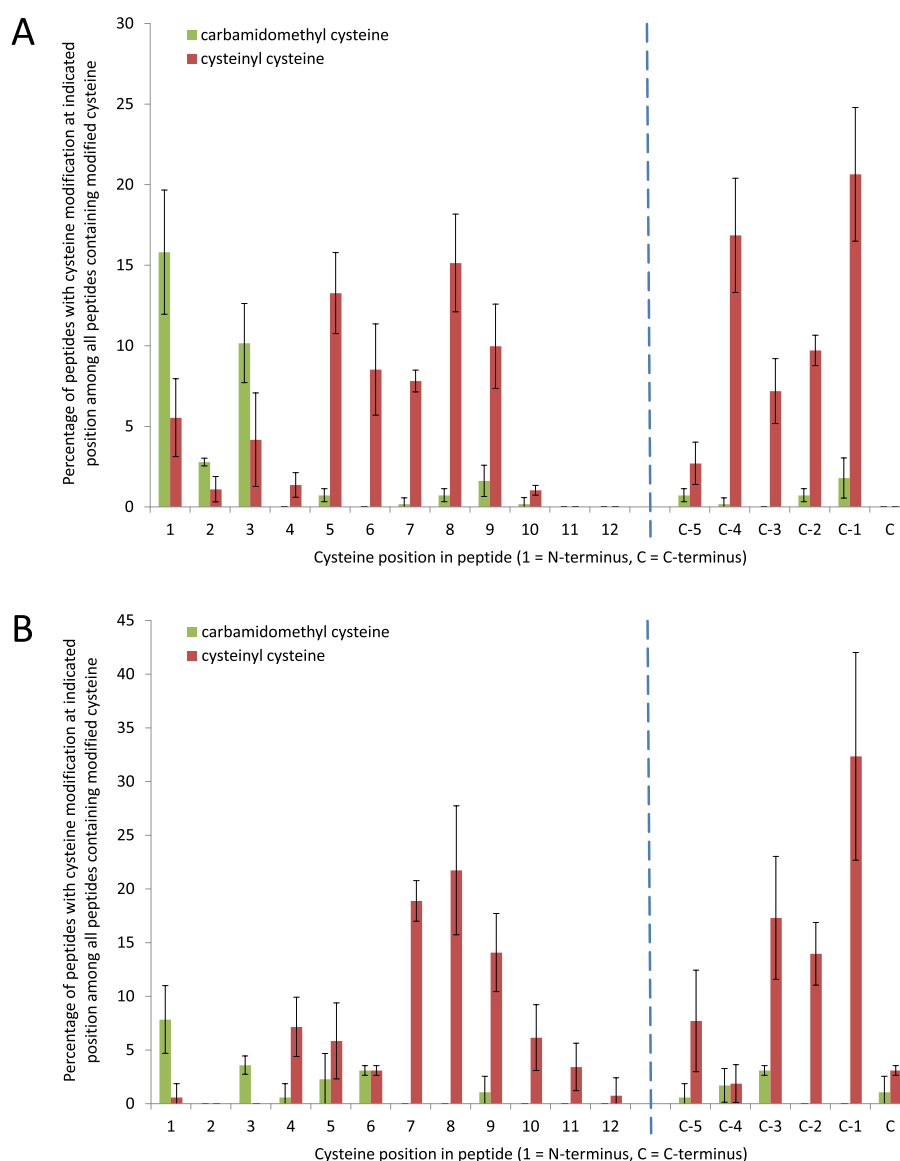 A
Percentage of peptides with cysteine modification at indicated
position among all peptides containing modified cysteine
30
25
20
15
10
5
0
carbamidomethyl cysteine
cysteinyl cysteine
1 2 3 4 5 6 7 8 9 10 11 12 C-5 C-4 C-3 C-2 C-1 C
Cysteine position in peptide (1 = N-terminus, C = C-terminus)
B
Percentage of peptides with cysteine modification at indicated
position among all peptides containing modified cysteine
45
40
35
30
25
20
15
10
5
0
carbamidomethyl cysteine
cysteinyl cysteine
1 2 3 4 5 6 7 8 9 10 11 12 C-5 C-4 C-3 C-2 C-1 C
Cysteine position in peptide (1 = N-terminus, C = C-terminus)